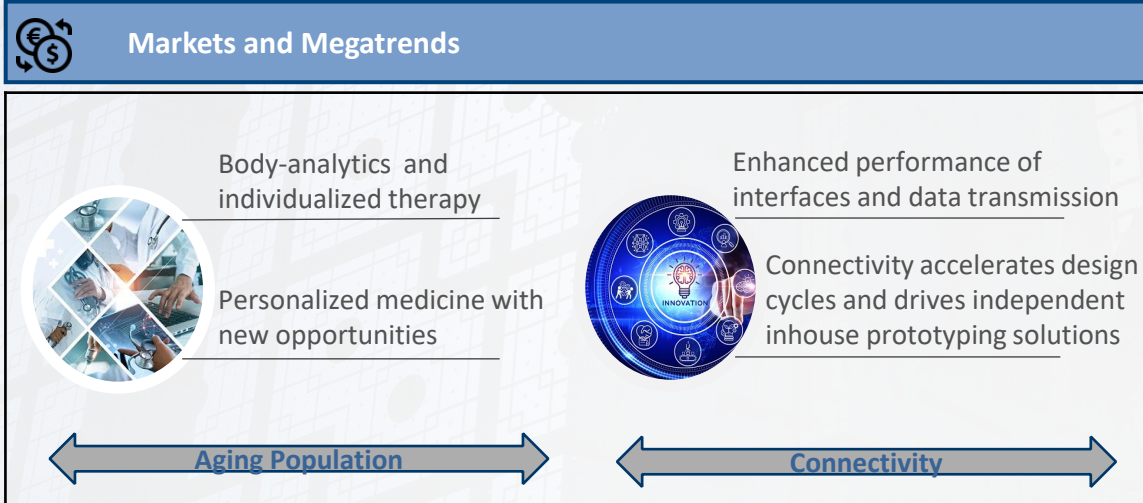 Markets and Megatrends
Body-analytics and
individualized therapy
Personalized medicine with
new opportunities
Aging Population
Enhanced performance of
interfaces and data transmission
INNOVATION
Connectivity accelerates design
cycles and drives independent
inhouse prototyping solutions
Connectivity